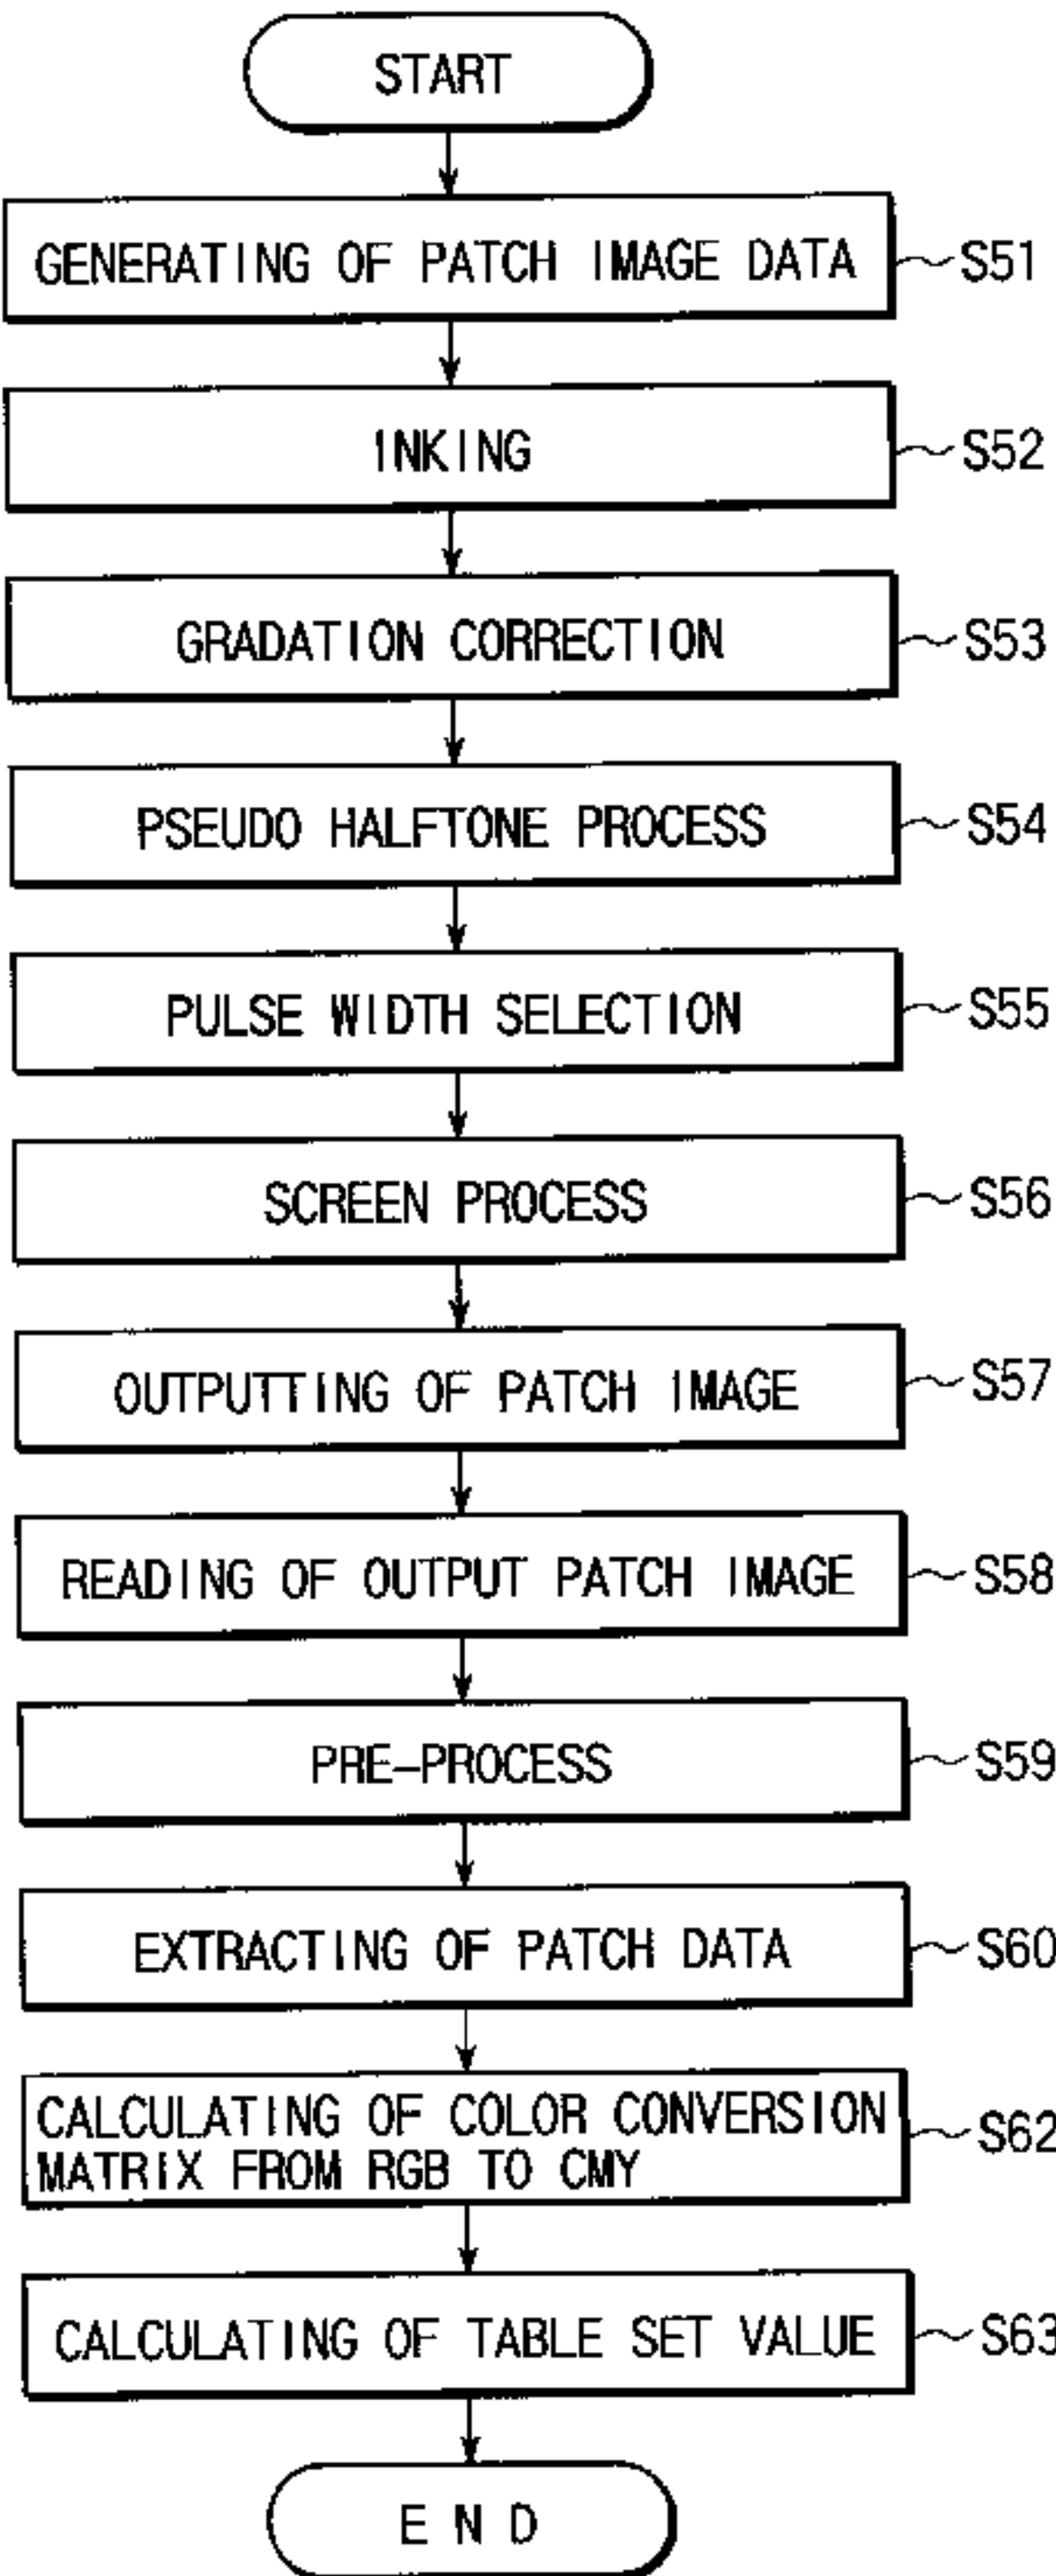 START
GENERATING OF PATCH IMAGE DATA
S51
INKING
S52
GRADATION CORRECTION
S53
PSEUDO HALFTONE PROCESS
S54
PULSE WIDTH SELECTION
S55
SCREEN PROCESS
S56
OUTPUTTING OF PATCH IMAGE
S57
READING OF OUTPUT PATCH IMAGE
S58
PRE-PROCESS
S59
EXTRACTING OF PATCH DATA
S60
CALCULATING OF COLOR CONVERSION
MATRIX FROM RGB TO CMY
S62
CALCULATING OF TABLE SET VALUE
S63
END